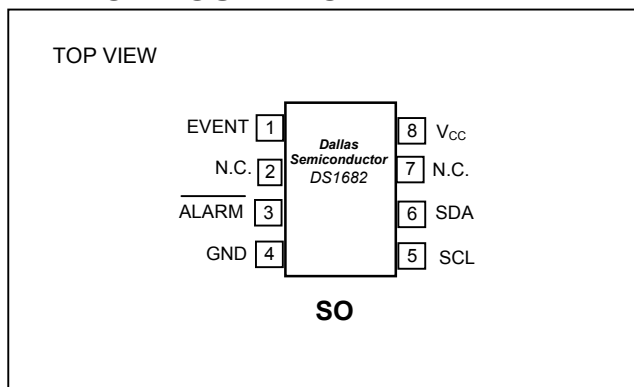 TOP VIEW
EVENT 1
N.C. 2
ALARM 3
GND 4
Dallas
Semiconductor
DS1682
8 VCC
7 N.C.
6 SDA
5 SCL
SO